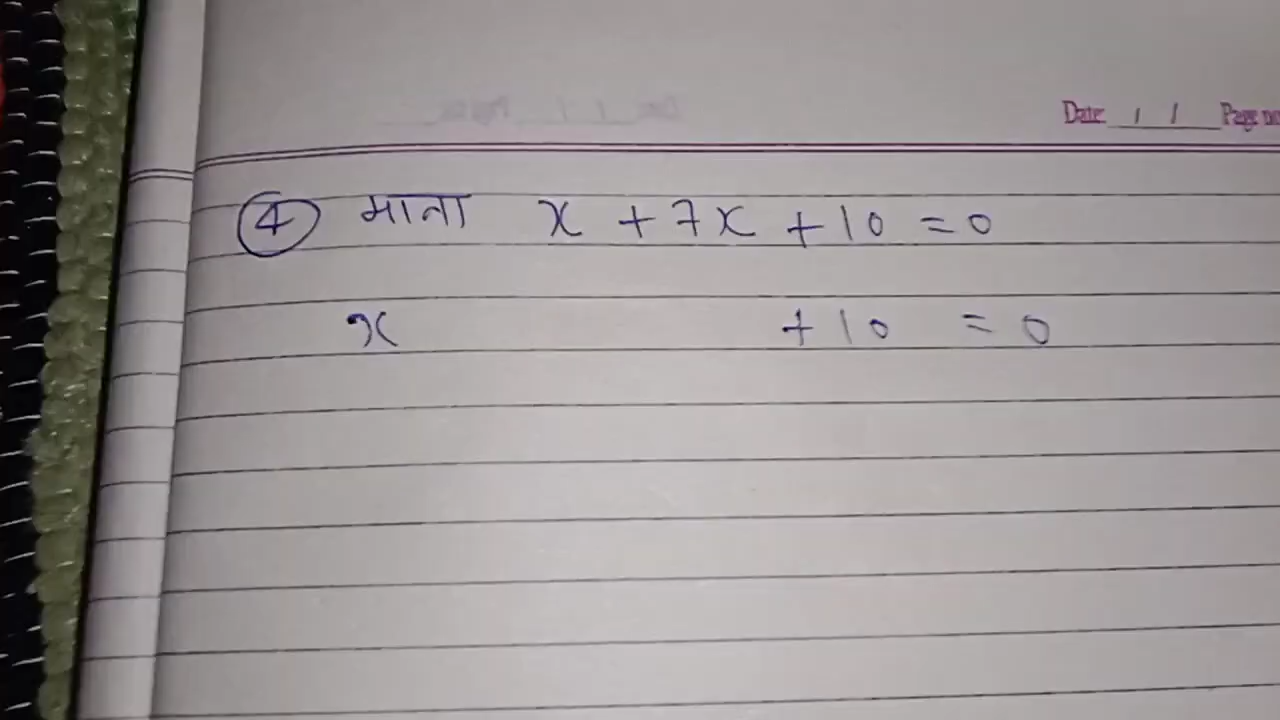 Date / / Page no
④ माना x + 7x + 10 = 0
x + 10 = 0